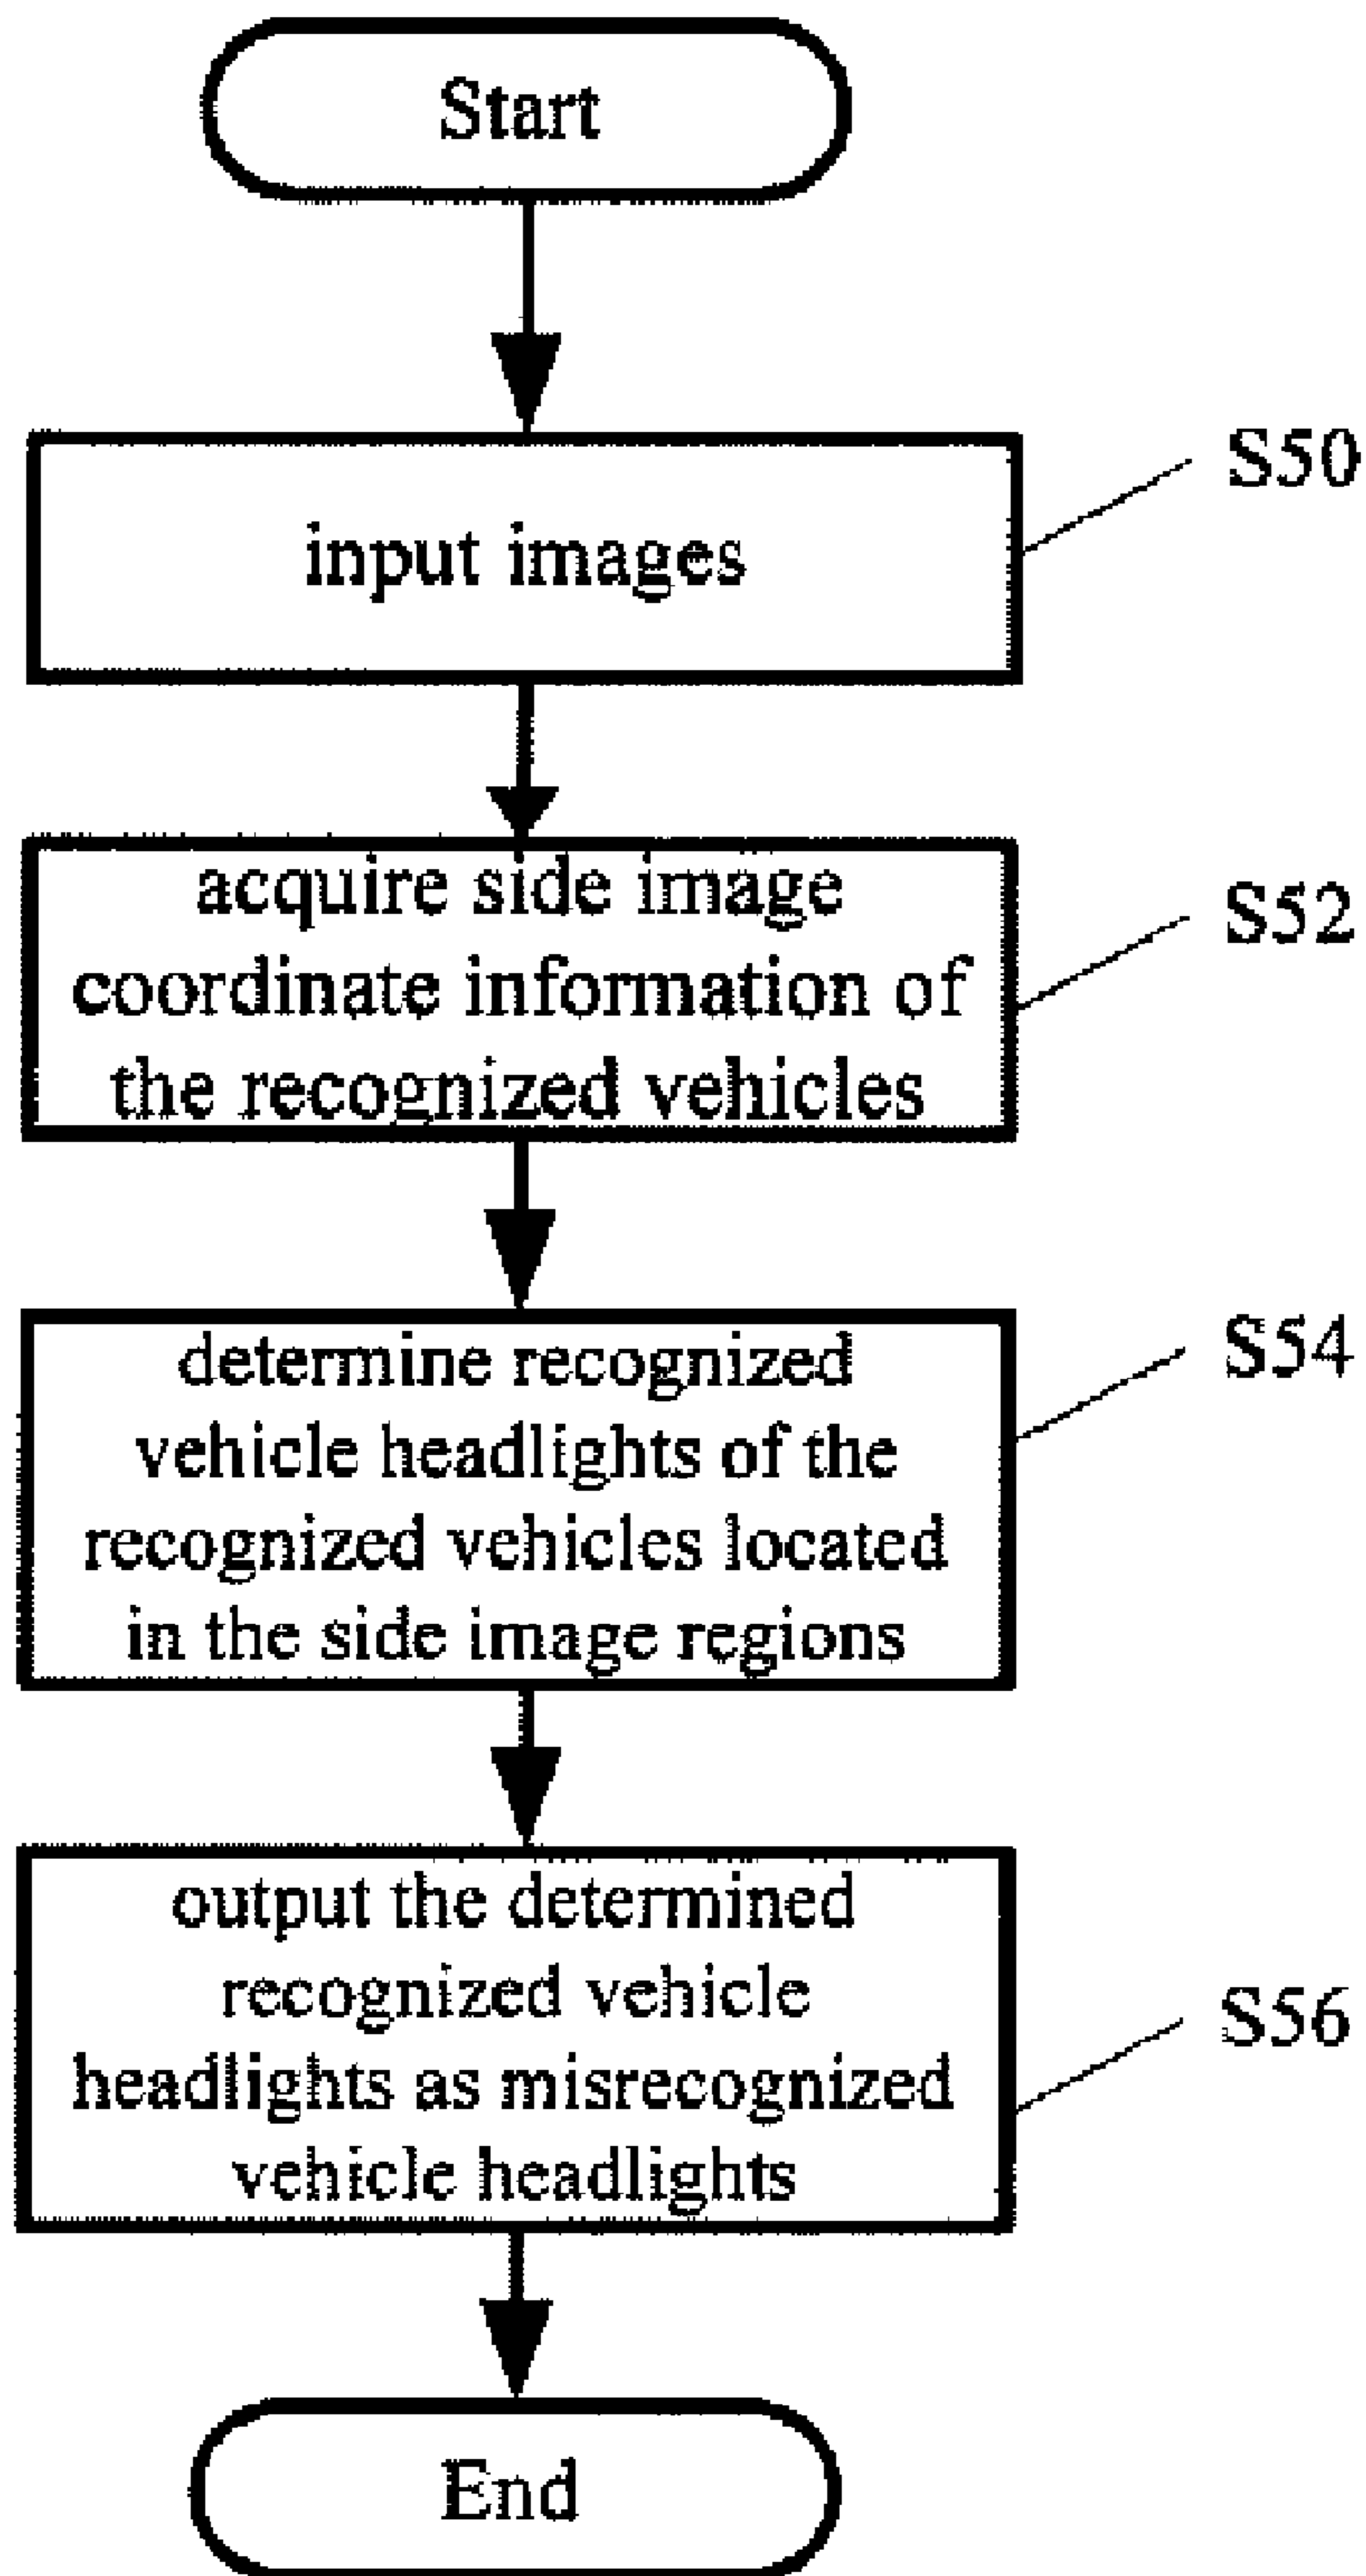 Start
S50
input images
S52
acquire side image
coordinate information of
the recognized vehicles
S54
determine recognized
vehicle headlights of the
recognized vehicles located
in the side image regions
S56
output the determined
recognized vehicle
headlights as misrecognized
vehicle headlights
End